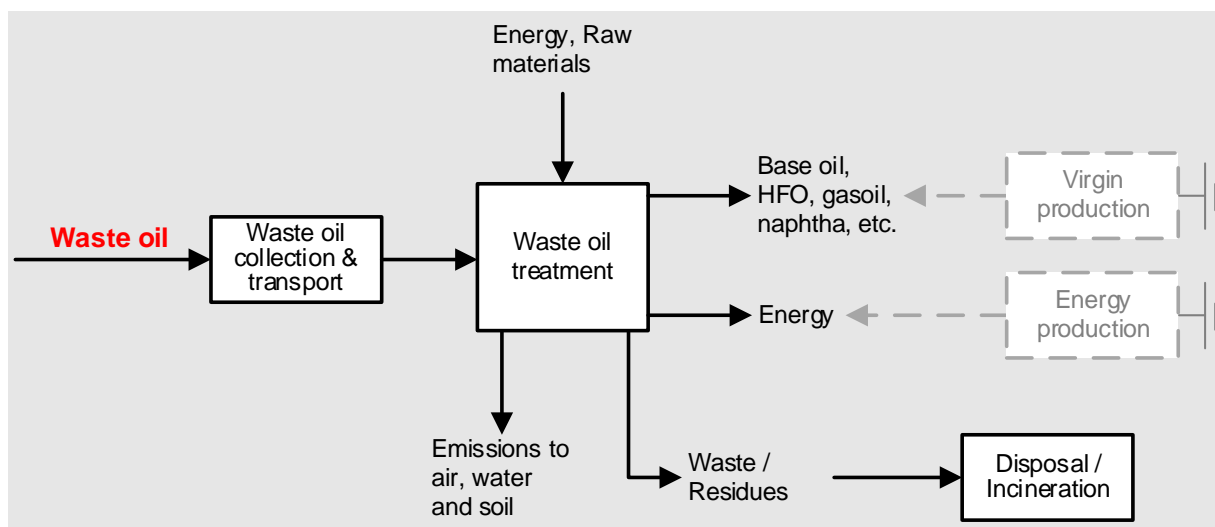 Energy, Raw
materials
Base oil,
HFO, gasoil,
naphtha, etc.
Virgin
production
Waste oil
Waste oil
collection &
transport
Waste oil
treatment
Energy
Energy
production
Emissions to
air, water
and soil
Waste /
Residues
Disposal /
Incineration